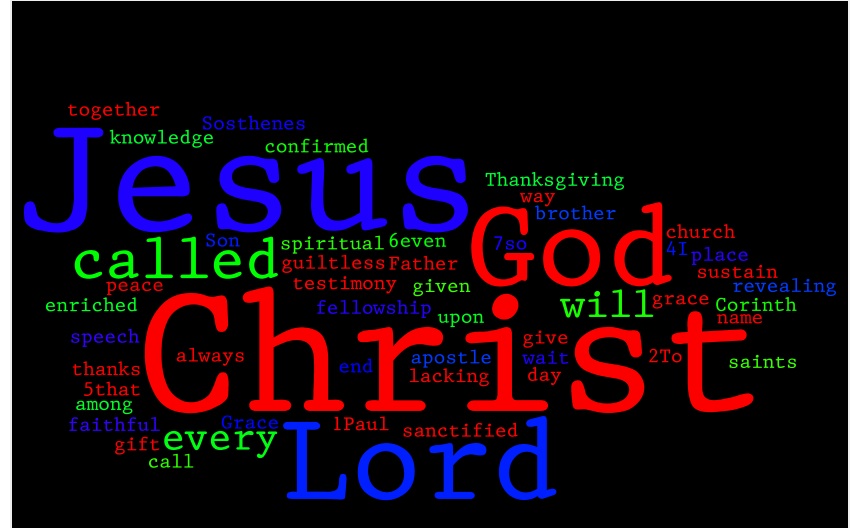 together
Sosthenes
knowledge
confirmed
Jesus
Thanksgiving
way
brother
God
church
Son
spiritual
6even
7so
4I
place
called
guiltless
Father
sustain
peace
testimony
given
revealing
enriched
fellowship
upon
will
grace
Corinth
name
speech
Christ
give
always
end
apostle
wait
2To
saints
thanks
lacking
day
5that
among
faithful
Grace
1Paul
sanctified
gift
every
Lord
call